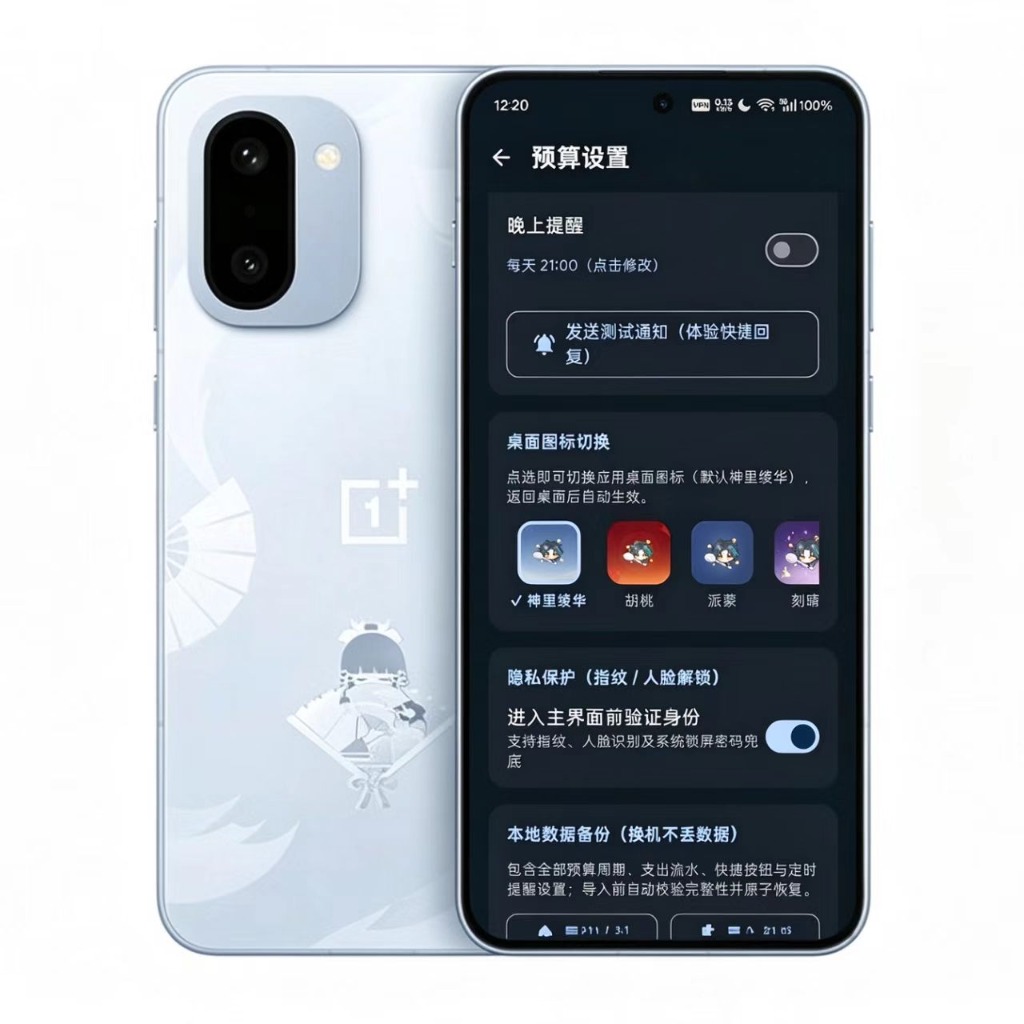 1+
12:20
VPN
100%
预算设置
晚上提醒
每天 21:00（点击修改）
发送测试通知（体验快捷回
复）
桌面图标切换
点选即可切换应用桌面图标（默认神里绫华），
返回桌面后自动生效。
✓ 神里绫华
胡桃
派蒙
刻晴
隐私保护（指纹 / 人脸解锁）
进入主界面前验证身份
支持指纹、人脸识别及系统锁屏密码兜
底
本地数据备份（换机不丢数据）
包含全部预算周期、支出流水、快捷按钮与定时
提醒设置；导入前自动校验完整性并原子恢复。